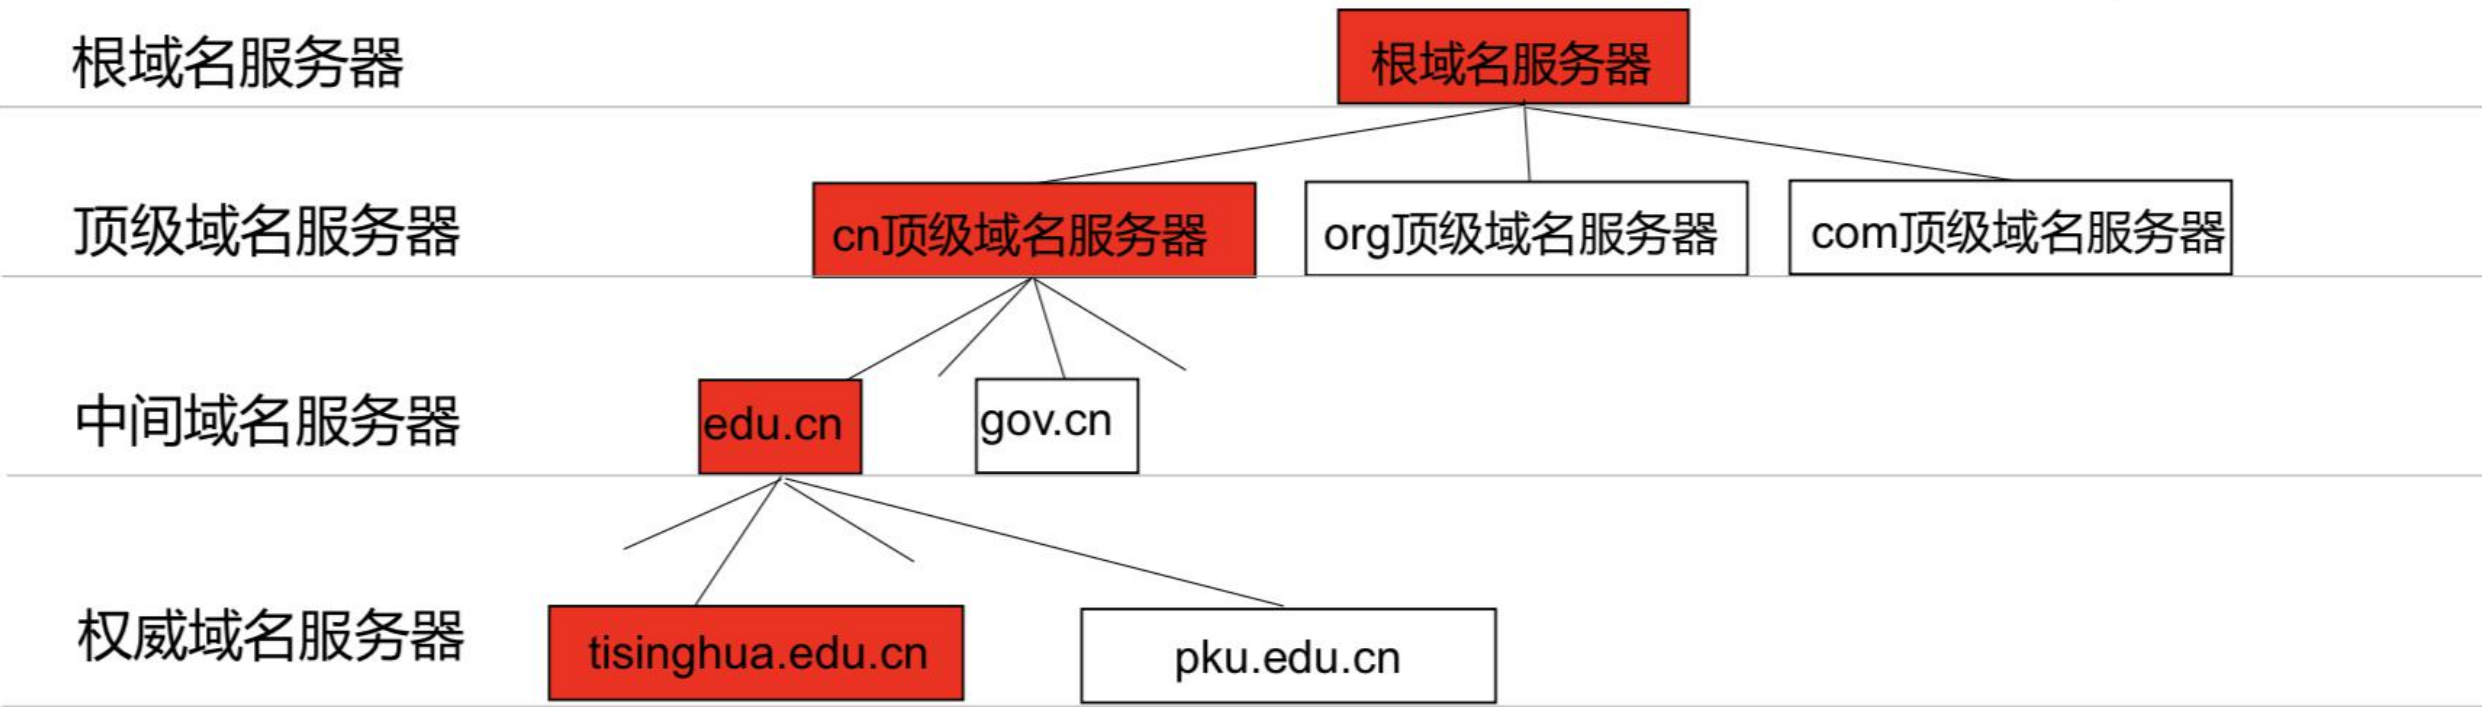 根域名服务器
根域名服务器
顶级域名服务器
cn顶级域名服务器
org顶级域名服务器
com顶级域名服务器
中间域名服务器
edu.cn
gov.cn
权威域名服务器
tisinghua.edu.cn
pku.edu.cn